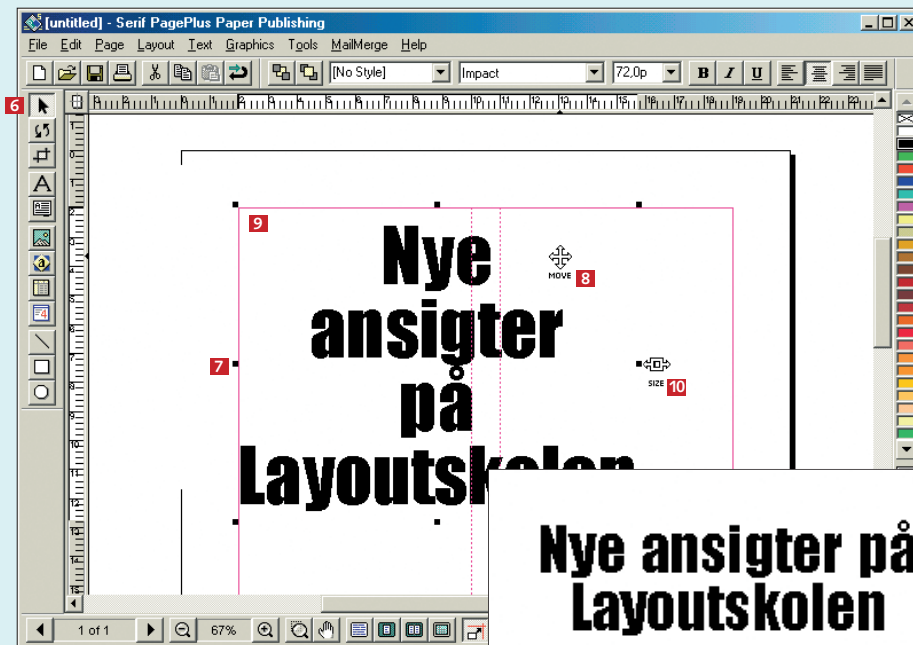 [untitled] - Serif PagePlus Paper Publishing
File Edit Page Layout Text Graphics Tools MailMerge Help
[No Style] Impact 72,0p B I U
6
9
Nye
8
MOVE
ansigter
7
10
SIZE
på
Layoutskolen
Nye ansigter på
Layoutskolen
1 of 1 67%